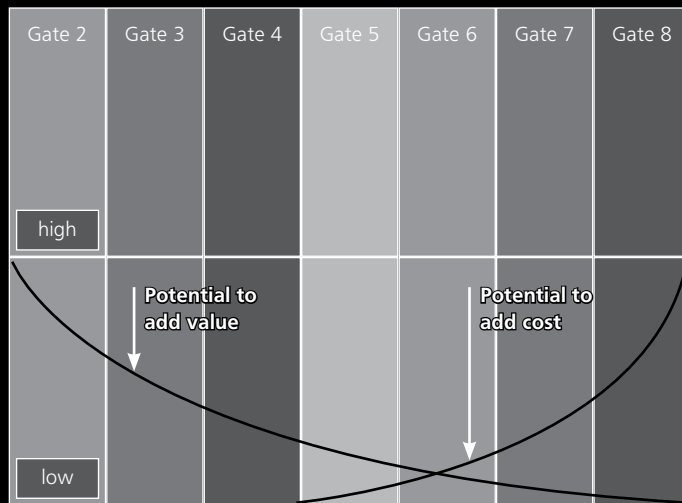 Gate 2
Gate 3
Gate 4
Gate 5
Gate 6
Gate 7
Gate 8
high
Potential to
add value
Potential to
add cost
low